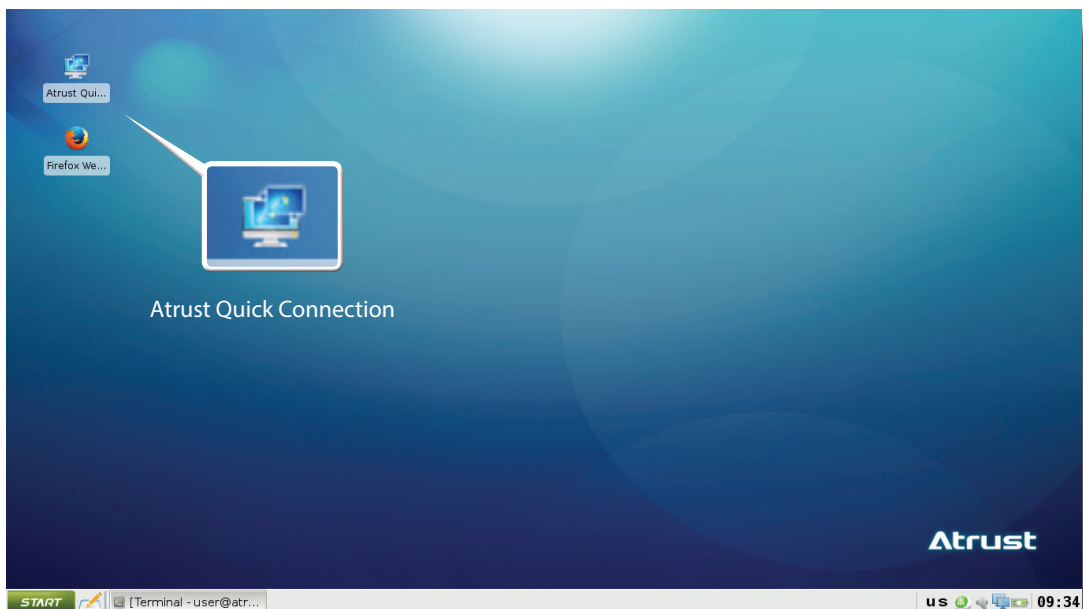 Atrust Qui...
Firefox We...
Atrust Quick Connection
Atrust
START [Terminal - user@atr... us 09:34